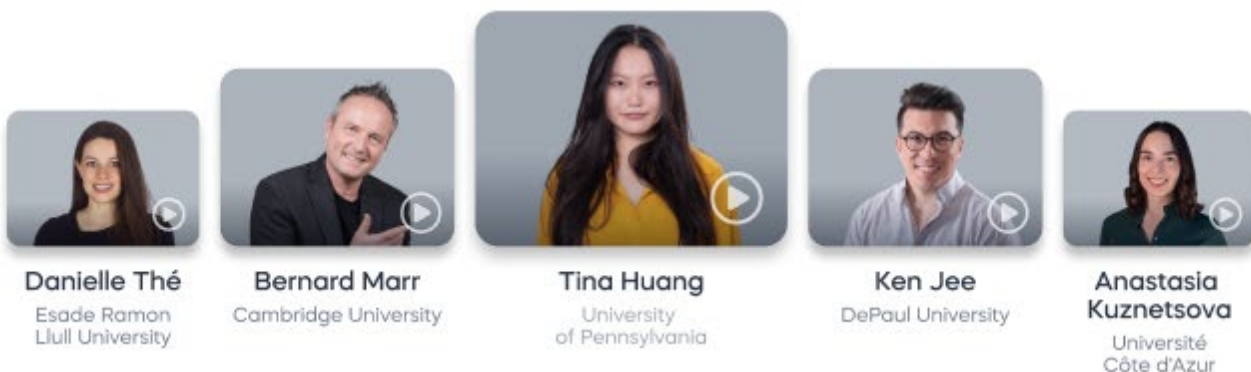 Danielle Thé
Esade Ramon
Llull University
Bernard Marr
Cambridge University
Tina Huang
University
of Pennsylvania
Ken Jee
DePaul University
Anastasia
Kuznetsova
Université
Côte d'Azur